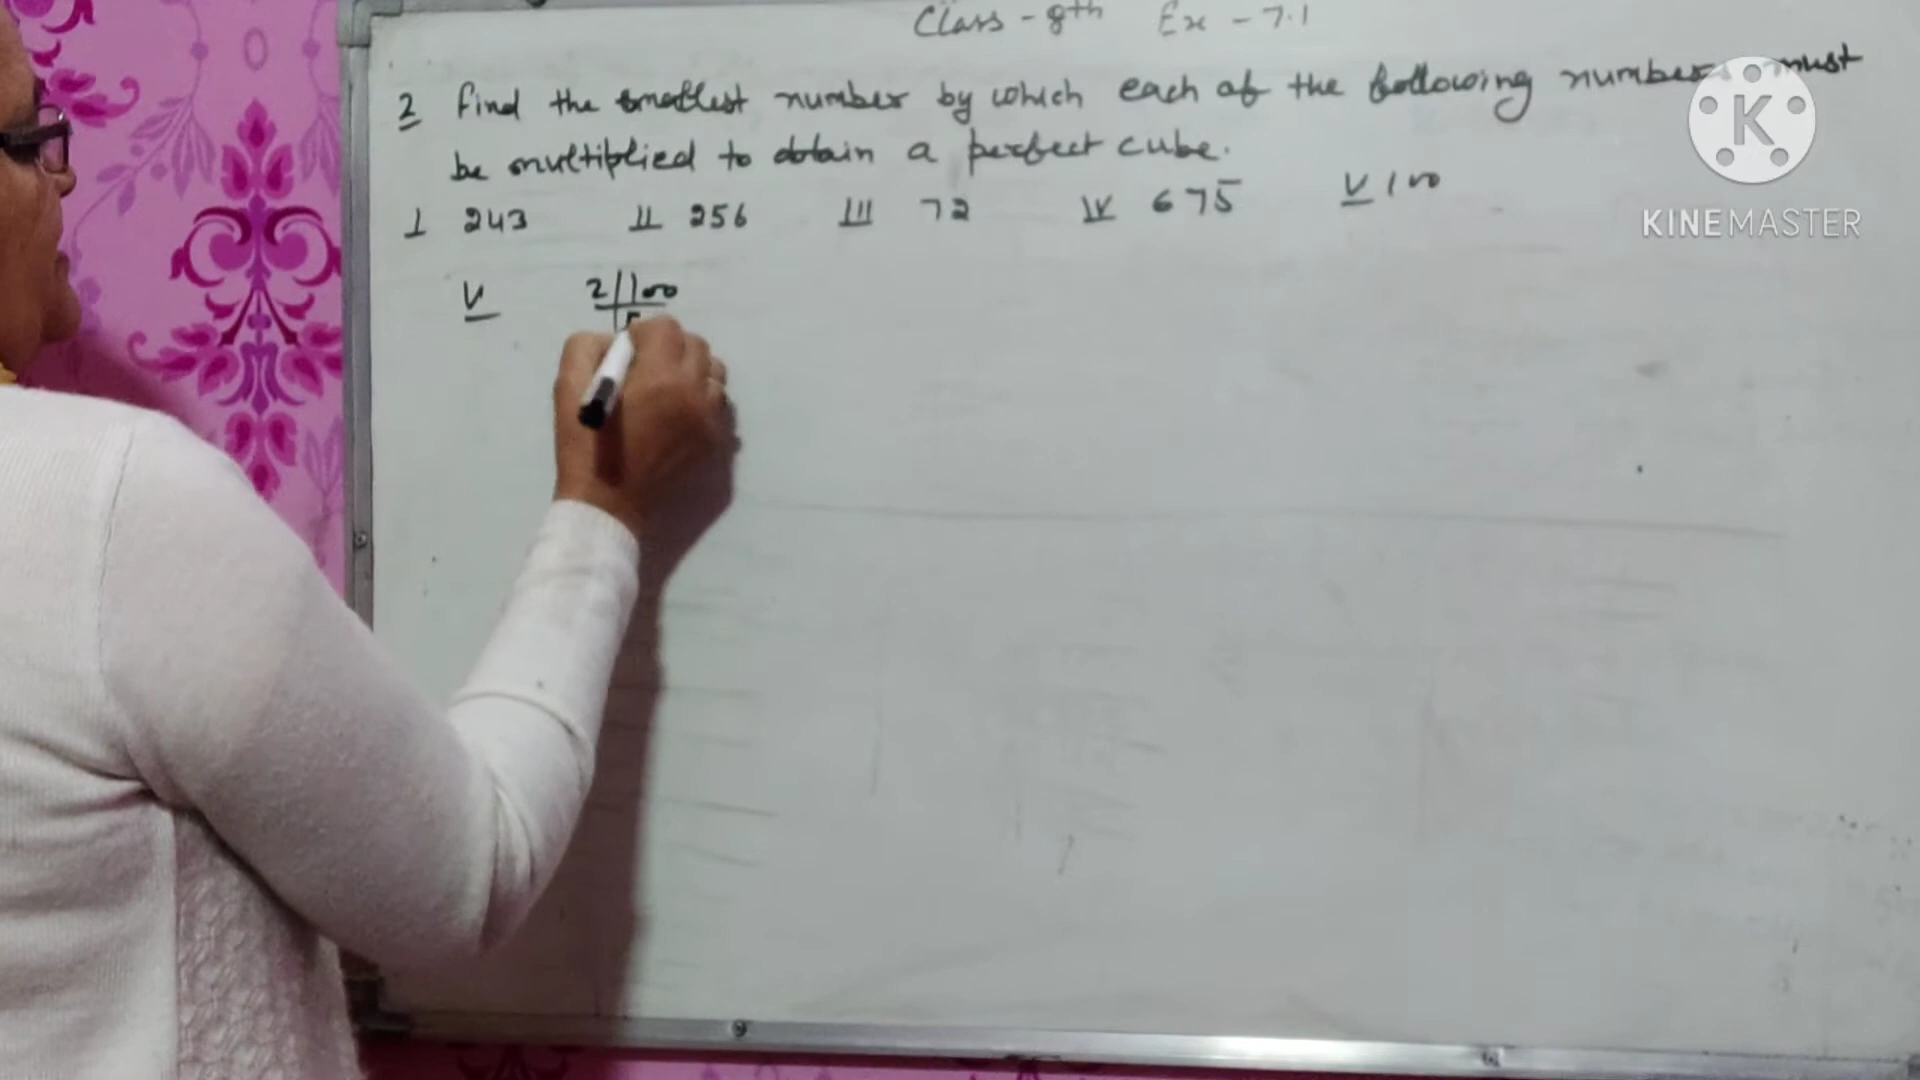 Class - 8th Ex - 7.1
2 Find the smallest number by which each of the following numbers must
be multiplied to obtain a perfect cube.
I 243 II 256 III 72 IV 675 V 100
V 2 100
5
K
KINEMASTER